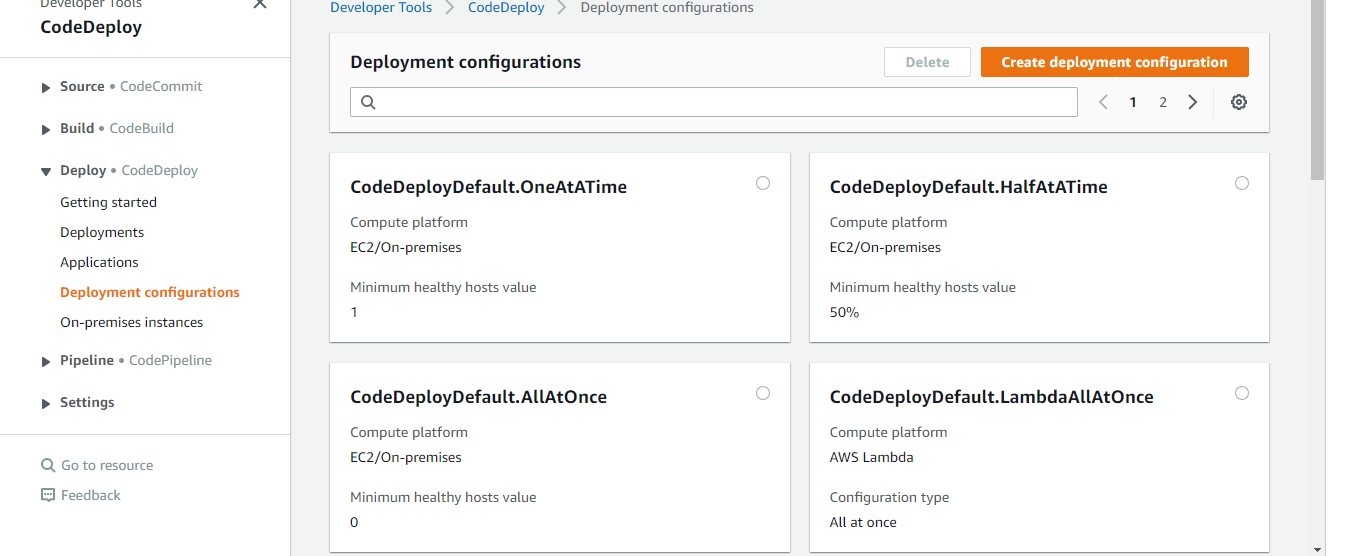 Developer Tools
CodeDeploy
Source • CodeCommit
Build • CodeBuild
Deploy • CodeDeploy
Getting started
Deployments
Applications
Deployment configurations
On-premises instances
Pipeline • CodePipeline
Settings
Go to resource
Feedback
Developer Tools > CodeDeploy > Deployment configurations
Deployment configurations Delete Create deployment configuration
1 2
CodeDeployDefault.OneAtATime
Compute platform
EC2/On-premises
Minimum healthy hosts value
1
CodeDeployDefault.HalfAtATime
Compute platform
EC2/On-premises
Minimum healthy hosts value
50%
CodeDeployDefault.AllAtOnce
Compute platform
EC2/On-premises
Minimum healthy hosts value
0
CodeDeployDefault.LambdaAllAtOnce
Compute platform
AWS Lambda
Configuration type
All at once